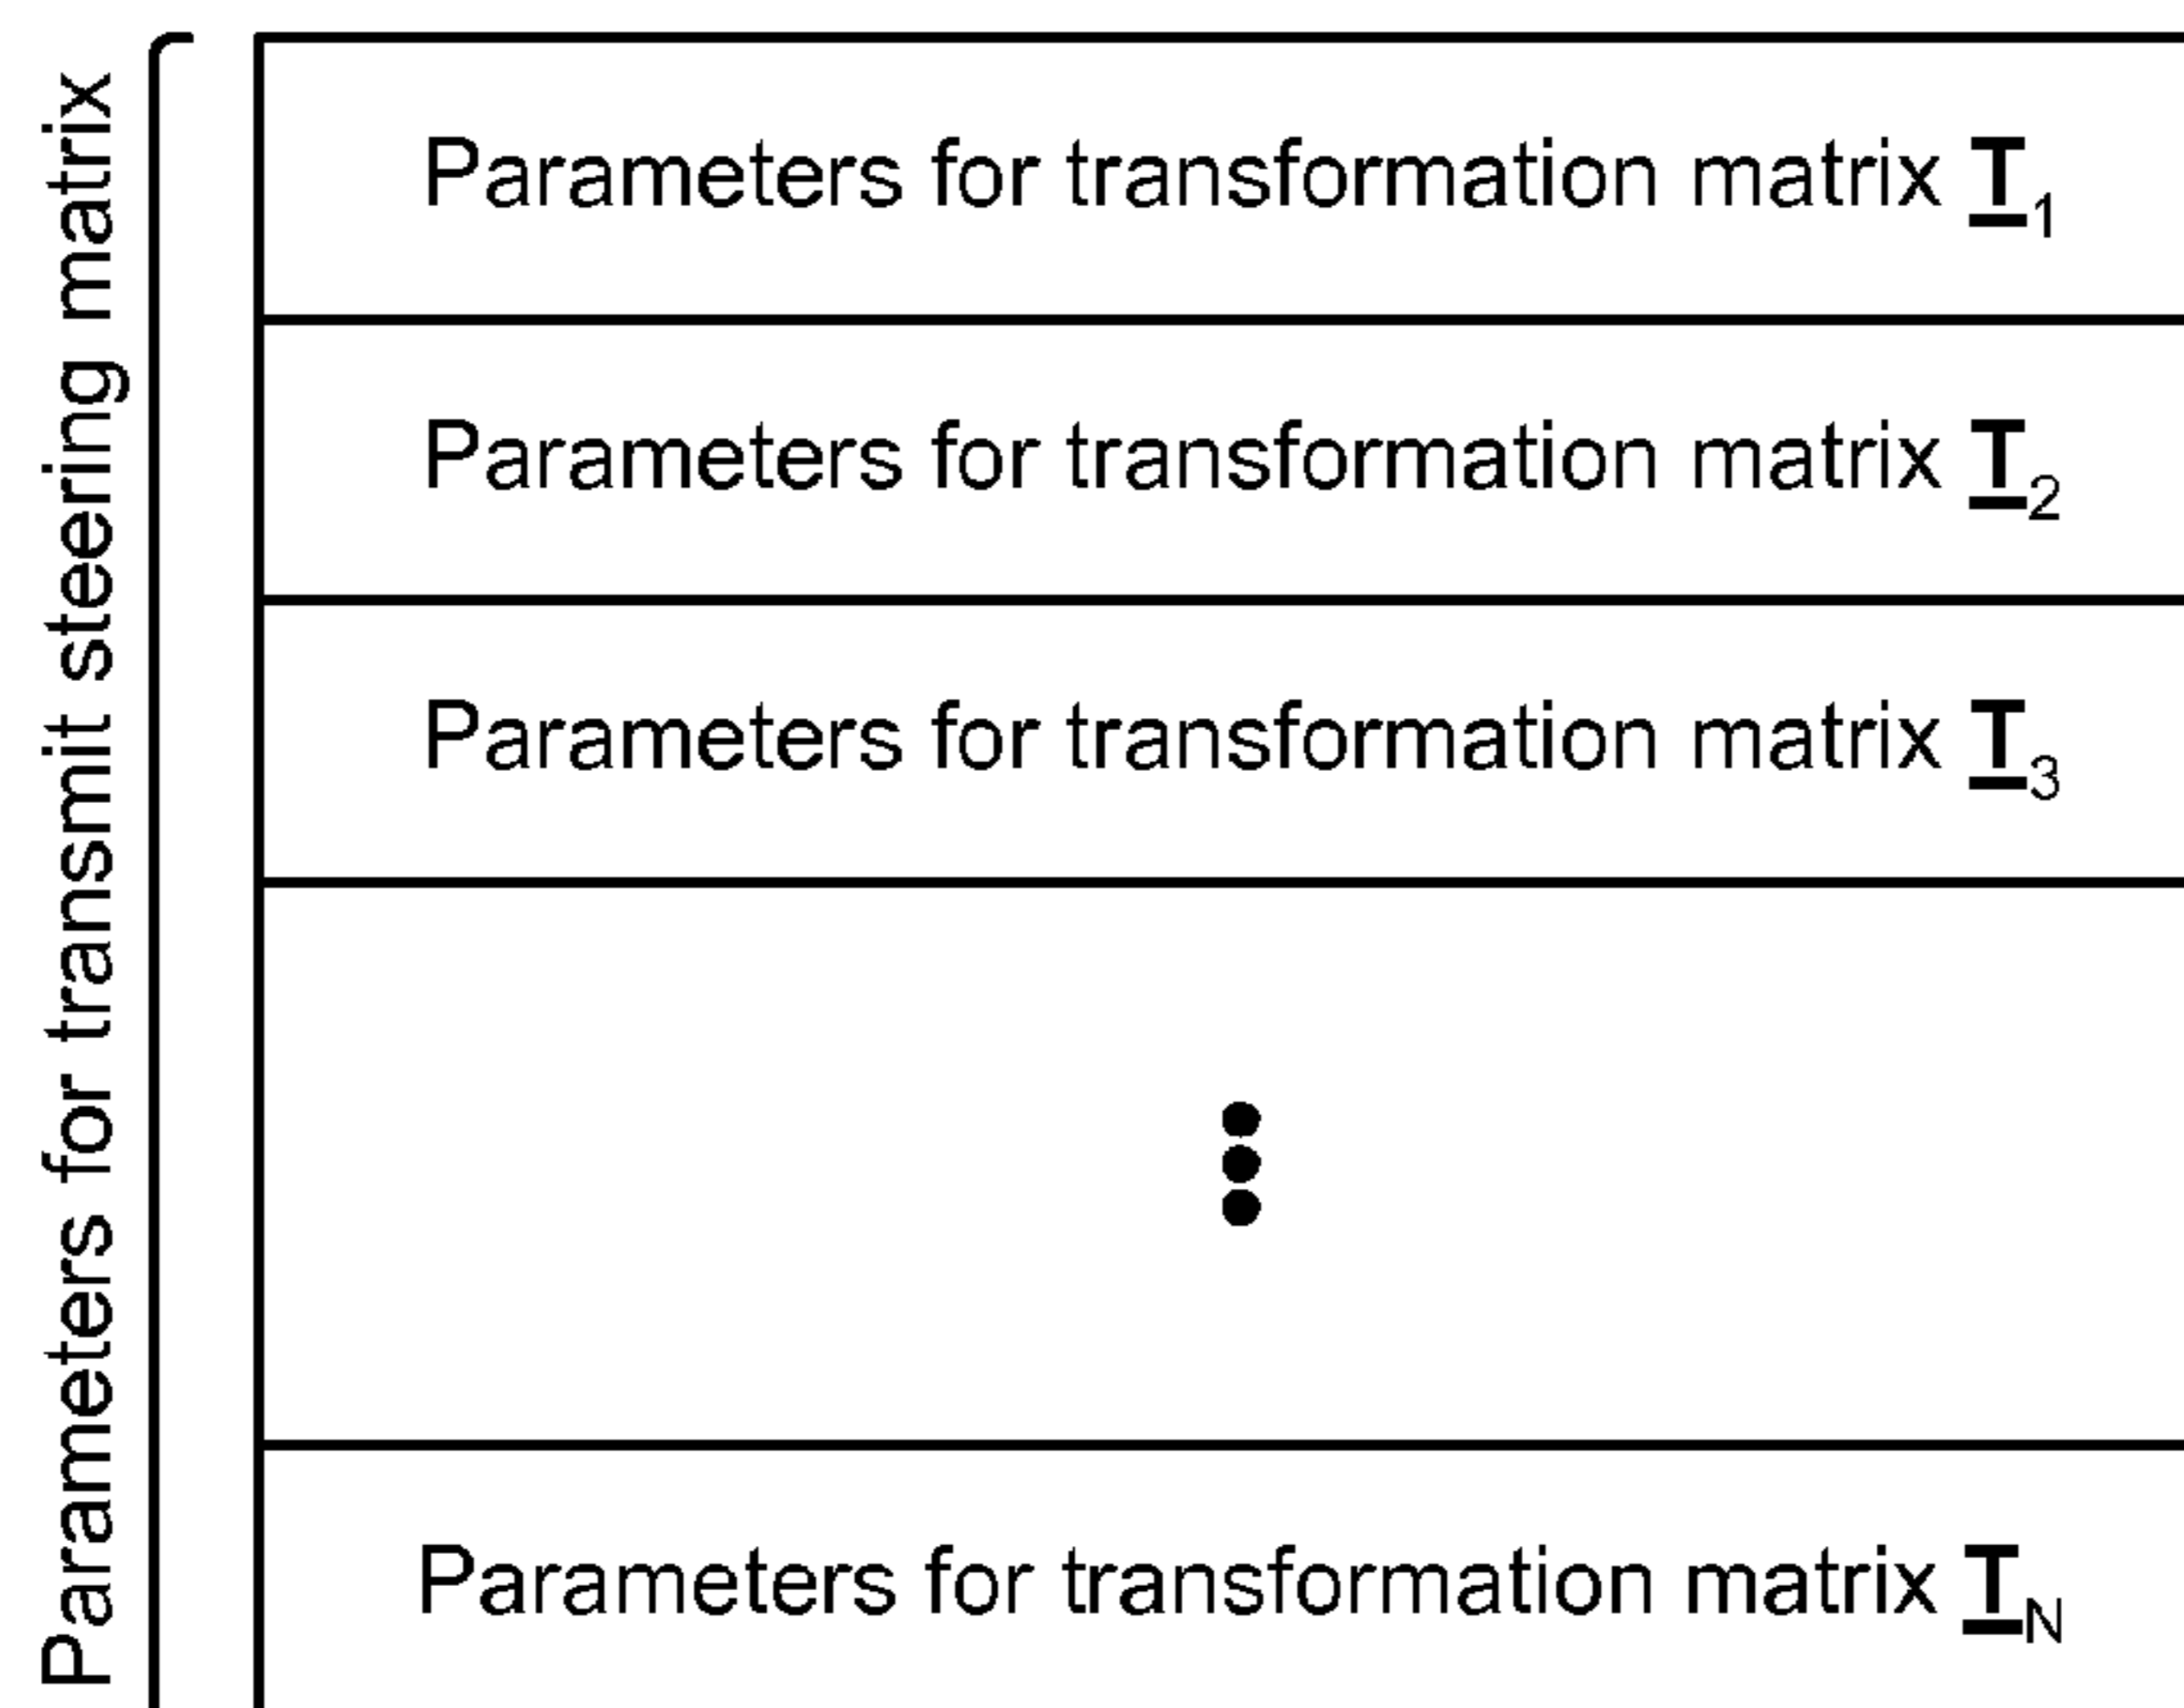 Parameters for transmit steering matrix
Parameters for transformation matrix T1
Parameters for transformation matrix T2
Parameters for transformation matrix T3
Parameters for transformation matrix TN